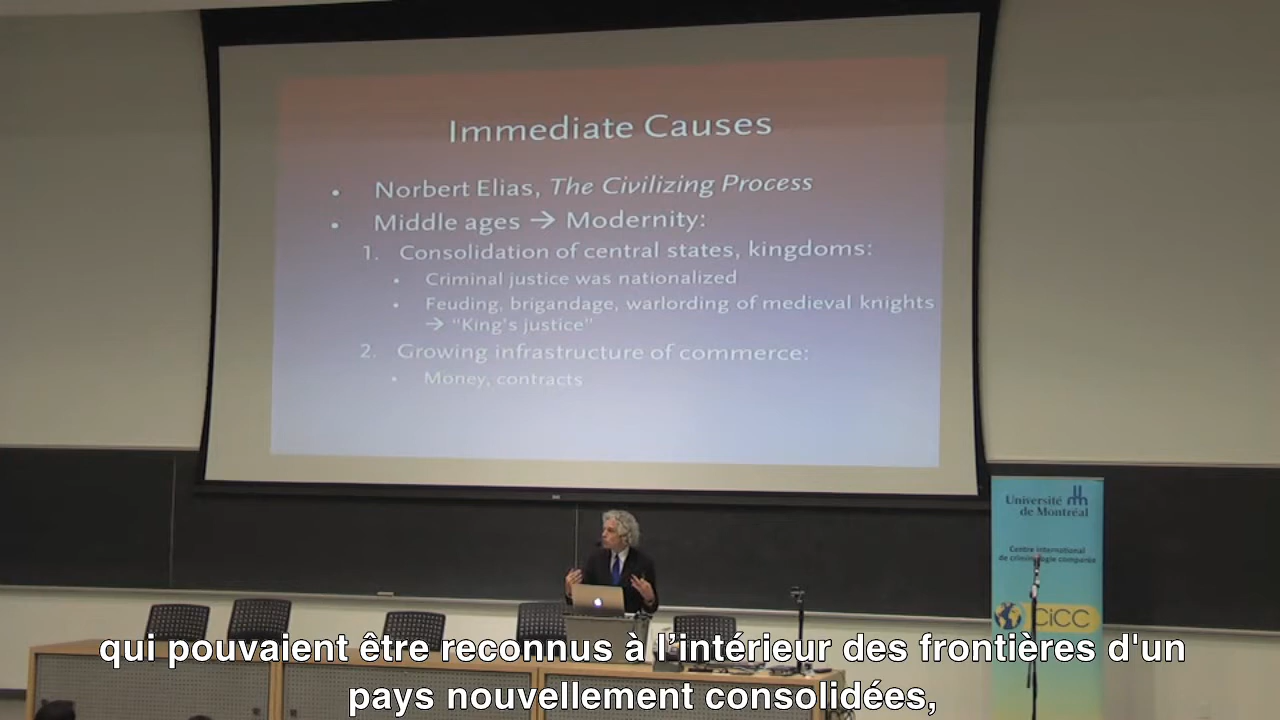 Immediate Causes
• Norbert Elias, The Civilizing Process
• Middle ages → Modernity:
1. Consolidation of central states, kingdoms:
• Criminal justice was nationalized
• Feuding, brigandage, warlording of medieval knights
→ "King's justice"
2. Growing infrastructure of commerce:
• Money, contracts
Université
de Montréal
Centre international
de criminologie comparée
CiCC
qui pouvaient être reconnus à l'intérieur des frontières d'un
pays nouvellement consolidées,